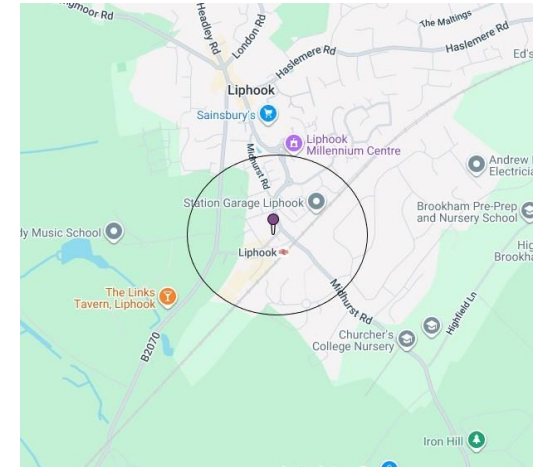 Headley Rd
London Rd
The Maltings
Haslemere Rd
Haslemere Rd
Ed's
Liphook
Sainsbury's
Liphook
Millennium Centre
Midhurst Rd
Andrew
Electricia
Station Garage Liphook
Brookham Pre-Prep
and Nursery School
dy Music School
Liphook
Hig
Brookha
The Links
Tavern, Liphook
Midhurst Rd
B2070
Highfield Ln
Churcher's
College Nursery
Iron Hill